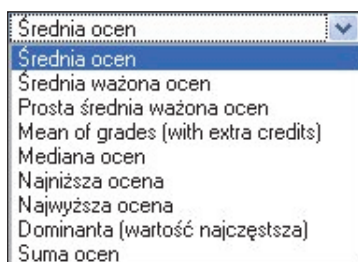 Średnia ocen
Średnia ocen
Średnia ważona ocen
Prosta średnia ważona ocen
Mean of grades (with extra credits)
Mediana ocen
Najniższa ocena
Najwyższa ocena
Dominanta (wartość najczęstsza)
Suma ocen